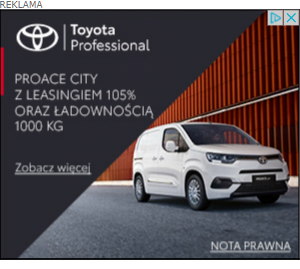 REKLAMA
Toyota
Professional
PROACE CITY
Z LEASINGIEM 105%
ORAZ ŁADOWNOŚCIĄ
1000 KG
Zobacz więcej
NOTA PRAWNA